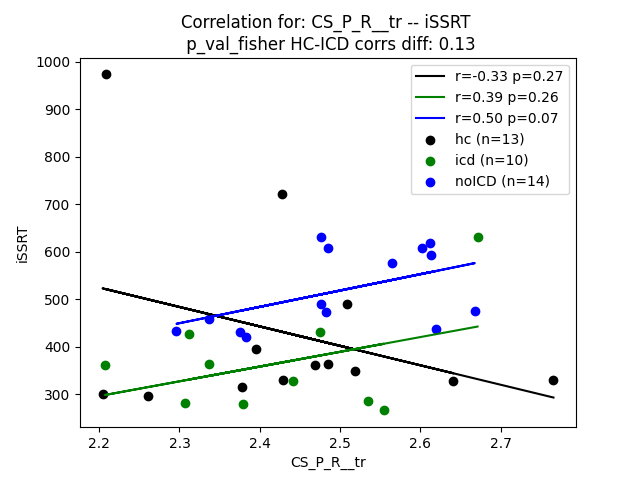 Correlation for: CS_P_R__tr -- iSSRT
p_val_fisher HC-ICD corrs diff: 0.13
r=-0.33 p=0.27
r=0.39 p=0.26
r=0.50 p=0.07
hc (n=13)
icd (n=10)
noICD (n=14)
iSSRT
1000
900
800
700
600
500
400
300
2.2 2.3 2.4 2.5 2.6 2.7
CS_P_R__tr